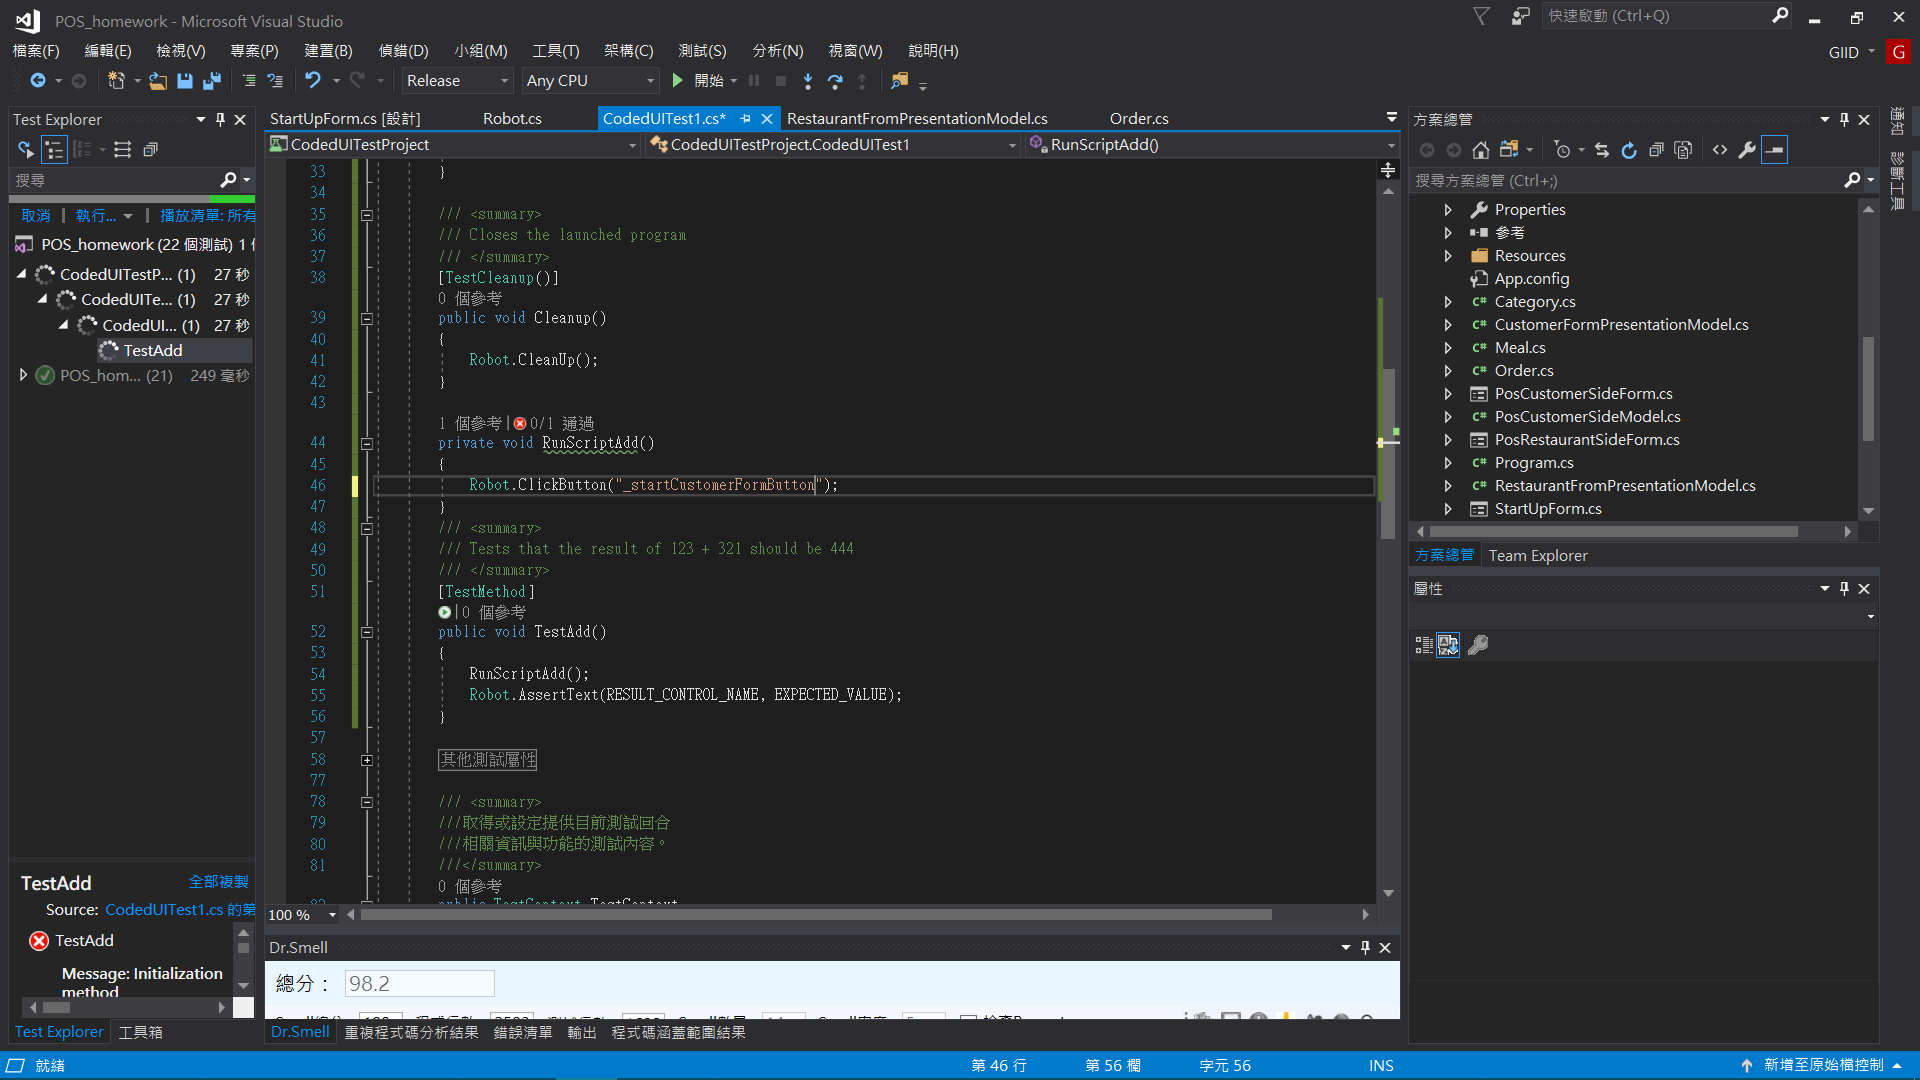 POS_homework - Microsoft Visual Studio
快速啟動 (Ctrl+Q)
檔案(F) 編輯(E) 檢視(V) 專案(P) 建置(B) 偵錯(D) 小組(M) 工具(T) 架構(C) 測試(S) 分析(N) 視窗(W) 說明(H)
GIID G
Release Any CPU 開始
Test Explorer
搜尋
取消 執行... 播放清單: 所有
POS_homework (22 個測試) 1
CodedUITestP... (1) 27 秒
CodedUITe... (1) 27 秒
CodedUI... (1) 27 秒
TestAdd
POS_hom... (21) 249 毫秒
TestAdd 全部複製
Source: CodedUITest1.cs 的第
TestAdd
Message: Initialization
method
Test Explorer 工具箱
StartUpForm.cs [設計] Robot.cs CodedUITest1.cs* RestaurantFromPresentationModel.cs Order.cs
CodedUITestProject CodedUITestProject.CodedUITest1 RunScriptAdd()
33 }
34
35 /// <summary>
36 /// Closes the launched program
37 /// </summary>
38 [TestCleanup()]
0 個參考
39 public void Cleanup()
40 {
41 Robot.CleanUp();
42 }
43
1 個參考 | 0/1 通過
44 private void RunScriptAdd()
45 {
46 Robot.ClickButton("_startCustomerFormButton");
47 }
48 /// <summary>
49 /// Tests that the result of 123 + 321 should be 444
50 /// </summary>
51 [TestMethod]
|0 個參考
52 public void TestAdd()
53 {
54 RunScriptAdd();
55 Robot.AssertText(RESULT_CONTROL_NAME, EXPECTED_VALUE);
56 }
57
58 其他測試屬性
77
78 /// <summary>
79 ///取得或設定提供目前測試回合
80 ///相關資訊與功能的測試內容。
81 ///</summary>
0 個參考
82 public TestContext TestContext
100 %
Dr.Smell
總分： 98.2
Dr.Smell 重複程式碼分析結果 錯誤清單 輸出 程式碼涵蓋範圍結果
方案總管
搜尋方案總管 (Ctrl+;)
Properties
參考
Resources
App.config
C# Category.cs
C# CustomerFormPresentationModel.cs
C# Meal.cs
C# Order.cs
PosCustomerSideForm.cs
C# PosCustomerSideModel.cs
PosRestaurantSideForm.cs
C# Program.cs
C# RestaurantFromPresentationModel.cs
StartUpForm.cs
方案總管 Team Explorer
屬性
通知
診斷工具
就緒 第 46 行 第 56 欄 字元 56 INS 新增至原始檔控制